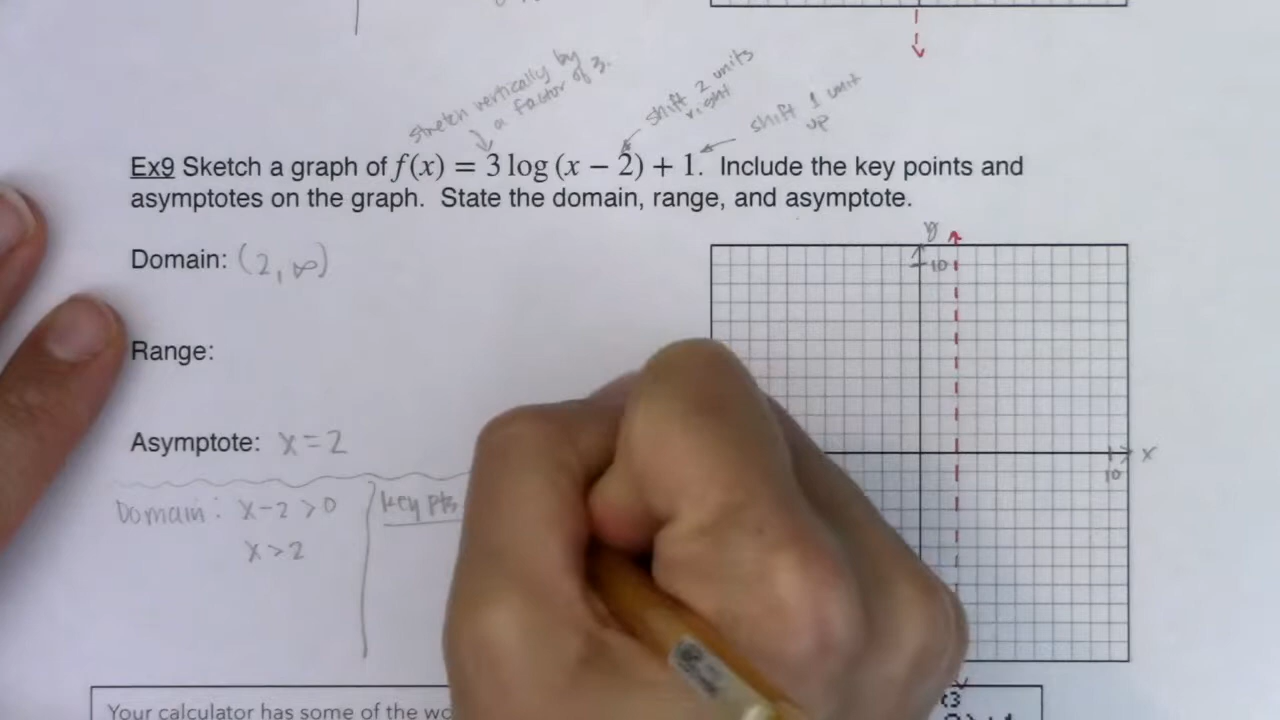 stretch vertically by
a factor of 3.
shift 2 units
right
shift 1 unit
up
Ex9 Sketch a graph of f(x) = 3 log (x − 2) + 1. Include the key points and
asymptotes on the graph. State the domain, range, and asymptote.
Domain: (2, ∞)
y
10
Range:
Asymptote: x = 2
x
10
Domain: x-2 >0
x > 2
Key pts
Your calculator has some of the